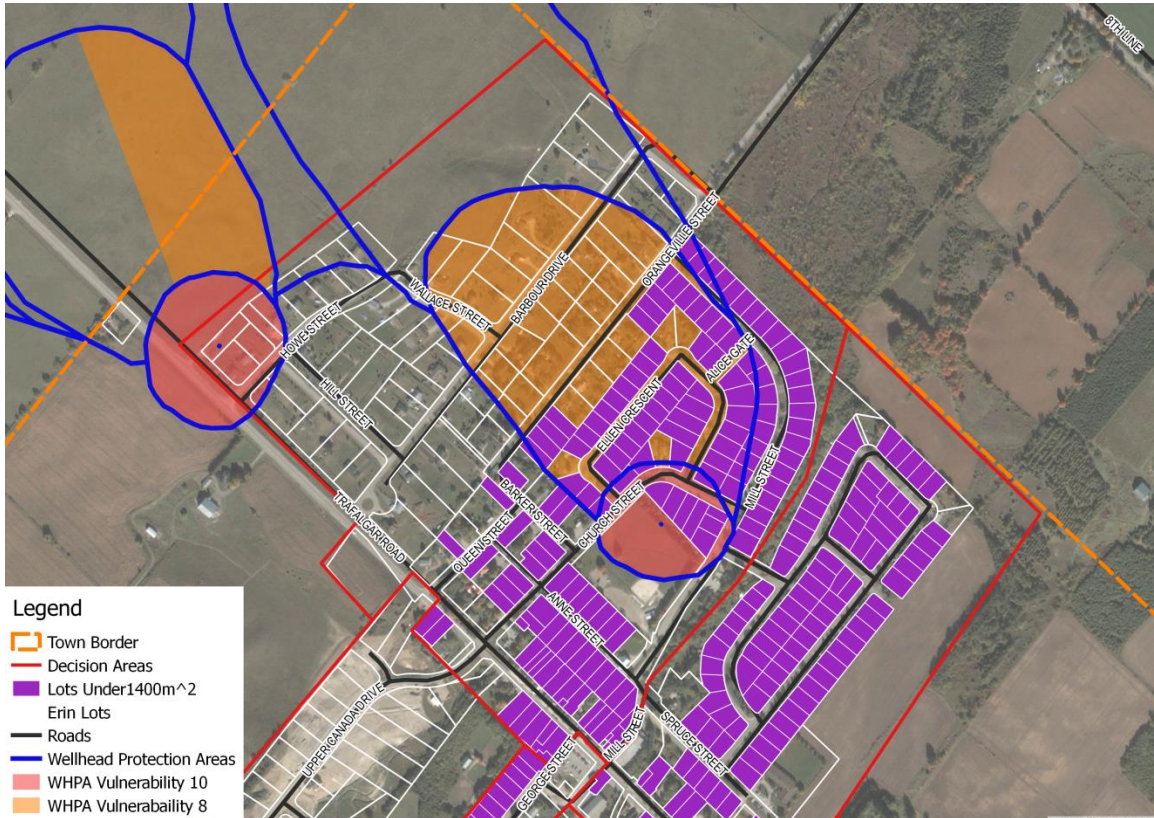 8TH LINE
ORANGEVILLE STREET
BARBOUR DRIVE
WALLACE STREET
HOWE STREET
HILL STREET
ALICE GATE
ELLEN CRESCENT
MILL STREET
CHURCH STREET
BARKER STREET
QUEEN STREET
TRAFALGAR ROAD
ANNE STREET
UPPER CANADA DRIVE
SPRUCE STREET
MILL STREET
GEORGE STREET
Legend
Town Border
Decision Areas
Lots Under1400m^2
Erin Lots
Roads
Wellhead Protection Areas
WHPA Vulnerability 10
WHPA Vulnerabaility 8